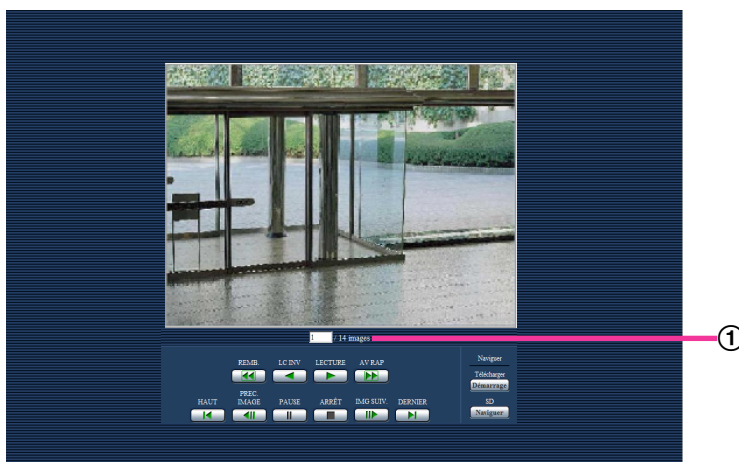 1 / 14 images
①
REMB. LC INV LECTURE AV RAP
HAUT PREC. IMAGE PAUSE ARRÊT IMG SUIV. DERNIER
Naviguer
Télécharger
Démarrage
SD
Naviguer